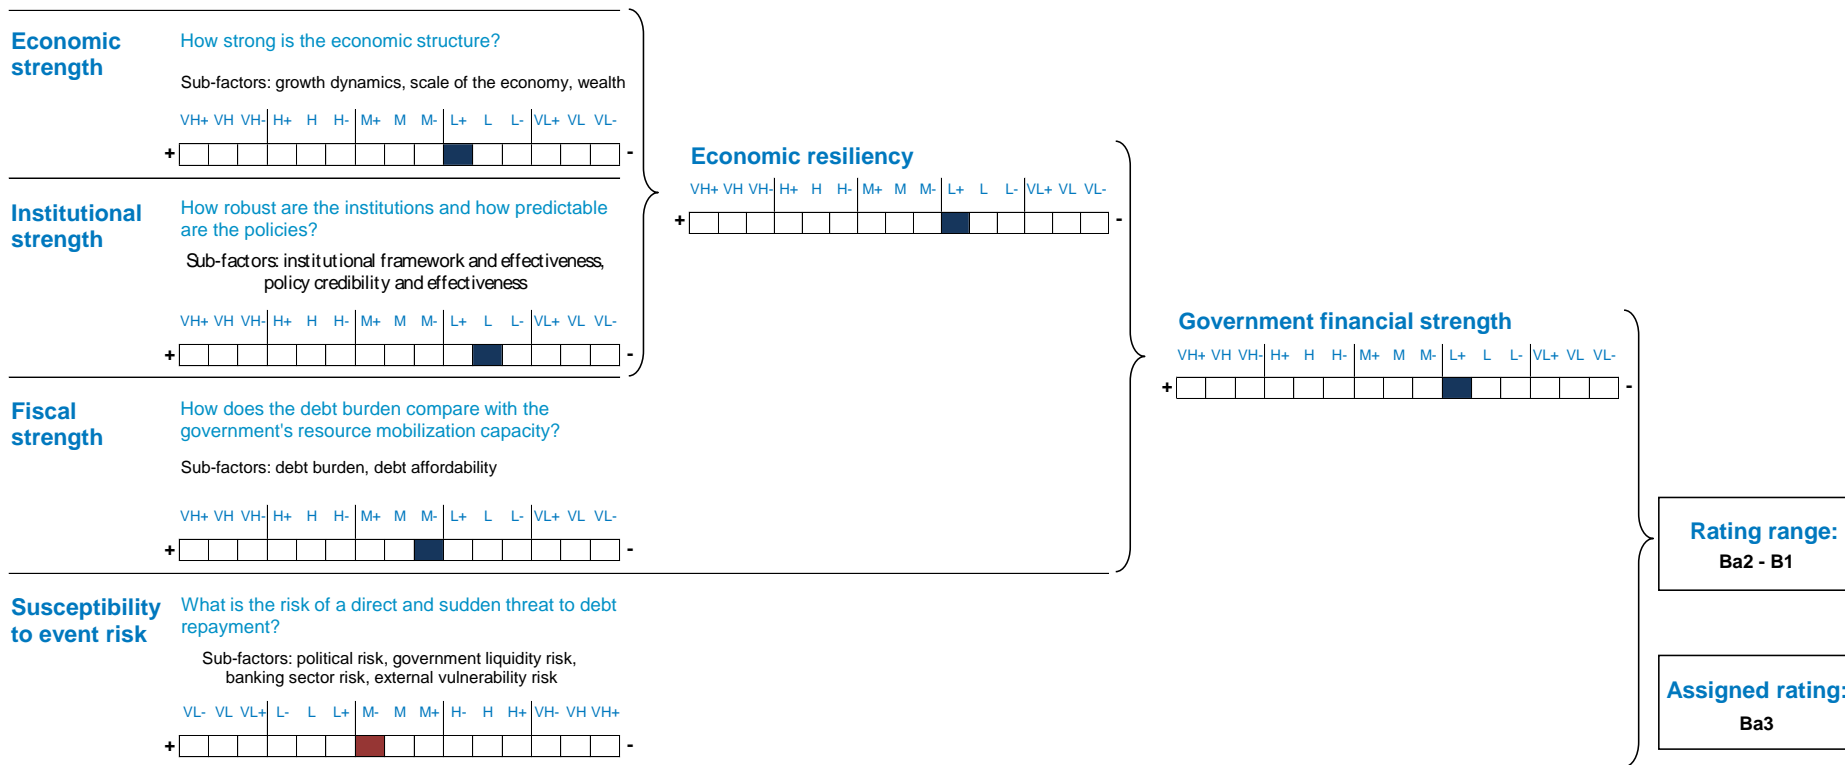 Economic
strength
How strong is the economic structure?
Sub-factors: growth dynamics, scale of the economy, wealth
VH+ VH VH- H+ H H- M+ M M- L+ L L- VL+ VL VL-
+ -
Institutional
strength
How robust are the institutions and how predictable
are the policies?
Sub-factors: institutional framework and effectiveness,
policy credibility and effectiveness
VH+ VH VH- H+ H H- M+ M M- L+ L L- VL+ VL VL-
+ -
Economic resiliency
VH+ VH VH- H+ H H- M+ M M- L+ L L- VL+ VL VL-
+ -
Fiscal
strength
How does the debt burden compare with the
government's resource mobilization capacity?
Sub-factors: debt burden, debt affordability
VH+ VH VH- H+ H H- M+ M M- L+ L L- VL+ VL VL-
+ -
Government financial strength
VH+ VH VH- H+ H H- M+ M M- L+ L L- VL+ VL VL-
+ -
Susceptibility
to event risk
What is the risk of a direct and sudden threat to debt
repayment?
Sub-factors: political risk, government liquidity risk,
banking sector risk, external vulnerability risk
VL- VL VL+ L- L L+ M- M M+ H- H H+ VH- VH VH+
+ -
Rating range:
Ba2 - B1
Assigned rating:
Ba3